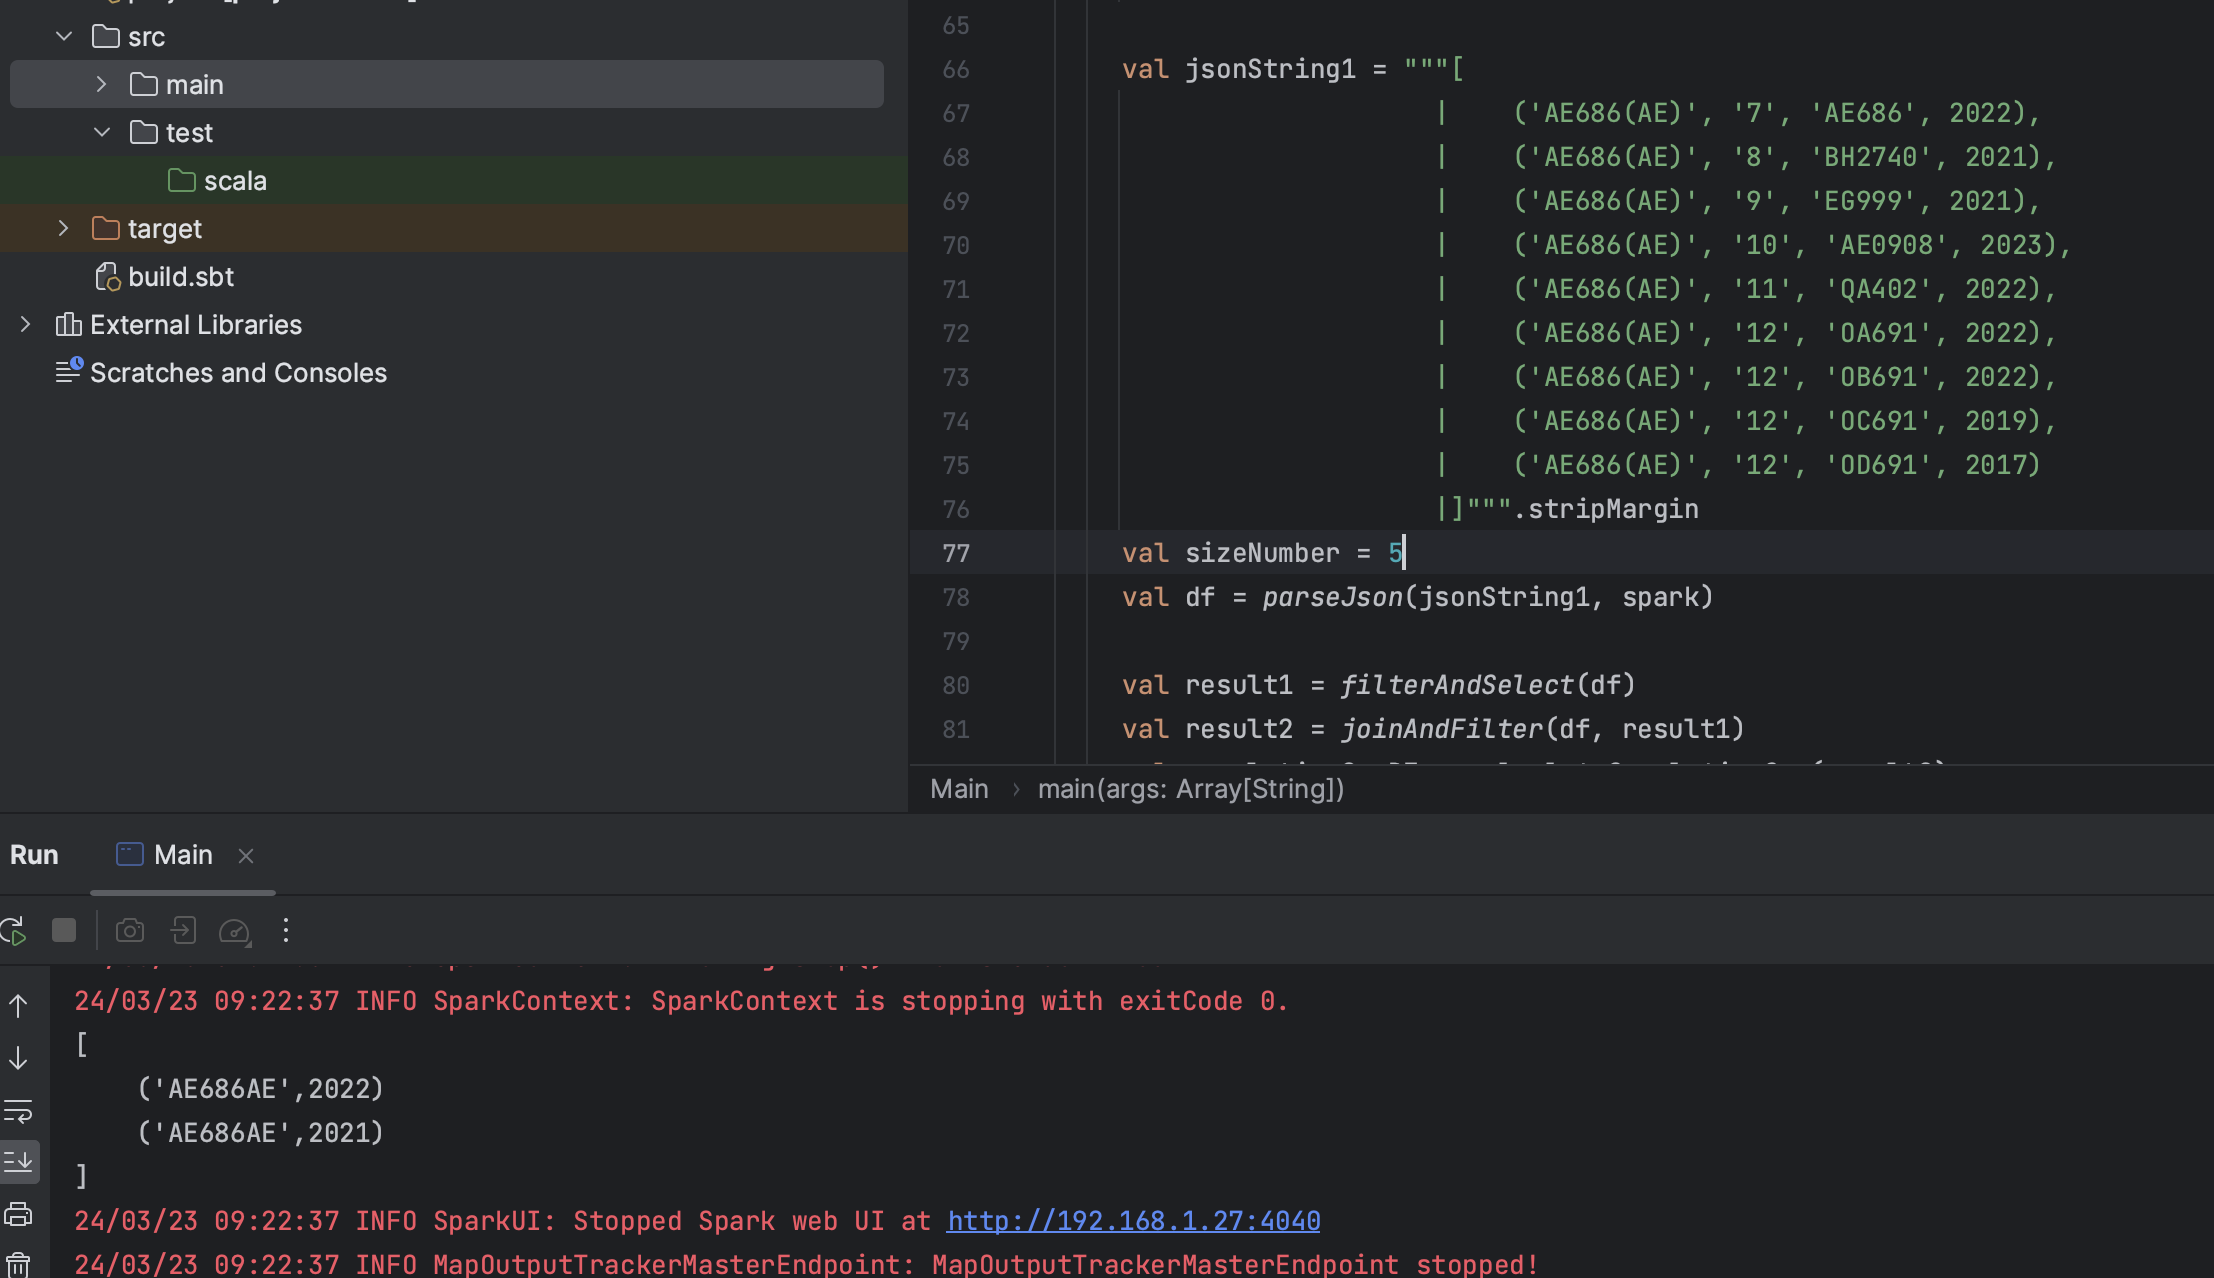 src
main
test
scala
target
build.sbt
External Libraries
Scratches and Consoles
65
66 val jsonString1 = """[
67 | ('AE686(AE)', '7', 'AE686', 2022),
68 | ('AE686(AE)', '8', 'BH2740', 2021),
69 | ('AE686(AE)', '9', 'EG999', 2021),
70 | ('AE686(AE)', '10', 'AE0908', 2023),
71 | ('AE686(AE)', '11', 'QA402', 2022),
72 | ('AE686(AE)', '12', 'OA691', 2022),
73 | ('AE686(AE)', '12', 'OB691', 2022),
74 | ('AE686(AE)', '12', 'OC691', 2019),
75 | ('AE686(AE)', '12', 'OD691', 2017)
76 |]""".stripMargin
77 val sizeNumber = 5
78 val df = parseJson(jsonString1, spark)
79
80 val result1 = filterAndSelect(df)
81 val result2 = joinAndFilter(df, result1)
Main › main(args: Array[String])
Run Main
24/03/23 09:22:37 INFO SparkContext: SparkContext is stopping with exitCode 0.
[
('AE686AE',2022)
('AE686AE',2021)
]
24/03/23 09:22:37 INFO SparkUI: Stopped Spark web UI at http://192.168.1.27:4040
24/03/23 09:22:37 INFO MapOutputTrackerMasterEndpoint: MapOutputTrackerMasterEndpoint stopped!